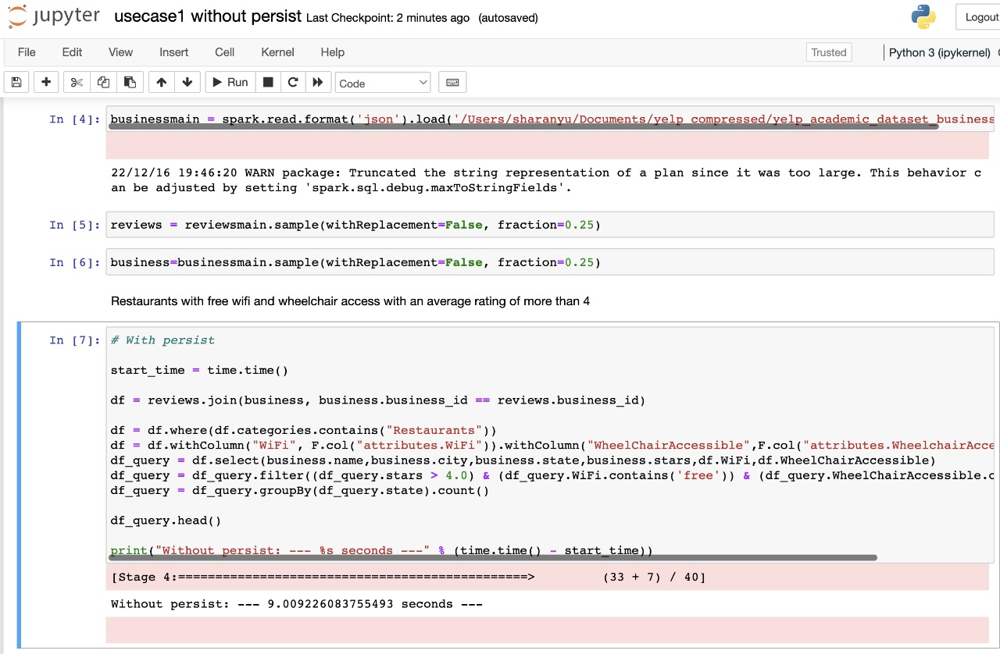 jupyter usecase1 without persist Last Checkpoint: 2 minutes ago (autosaved) Logout
File Edit View Insert Cell Kernel Help Trusted Python 3 (ipykernel)
Run Code
In [4]: businessmain = spark.read.format('json').load('/Users/sharanyu/Documents/yelp_compressed/yelp_academic_dataset_business
22/12/16 19:46:20 WARN package: Truncated the string representation of a plan since it was too large. This behavior c
an be adjusted by setting 'spark.sql.debug.maxToStringFields'.
In [5]: reviews = reviewsmain.sample(withReplacement=False, fraction=0.25)
In [6]: business=businessmain.sample(withReplacement=False, fraction=0.25)
Restaurants with free wifi and wheelchair access with an average rating of more than 4
In [7]: # With persist
start_time = time.time()
df = reviews.join(business, business.business_id == reviews.business_id)
df = df.where(df.categories.contains("Restaurants"))
df = df.withColumn("WiFi", F.col("attributes.WiFi")).withColumn("WheelChairAccessible",F.col("attributes.WheelchairAcce
df_query = df.select(business.name,business.city,business.state,business.stars,df.WiFi,df.WheelChairAccessible)
df_query = df_query.filter((df_query.stars > 4.0) & (df_query.WiFi.contains('free')) & (df_query.WheelChairAccessible.c
df_query = df_query.groupBy(df_query.state).count()
df_query.head()
print("Without persist: --- %s seconds ---" % (time.time() - start_time))
[Stage 4:===============================================> (33 + 7) / 40]
Without persist: --- 9.009226083755493 seconds ---